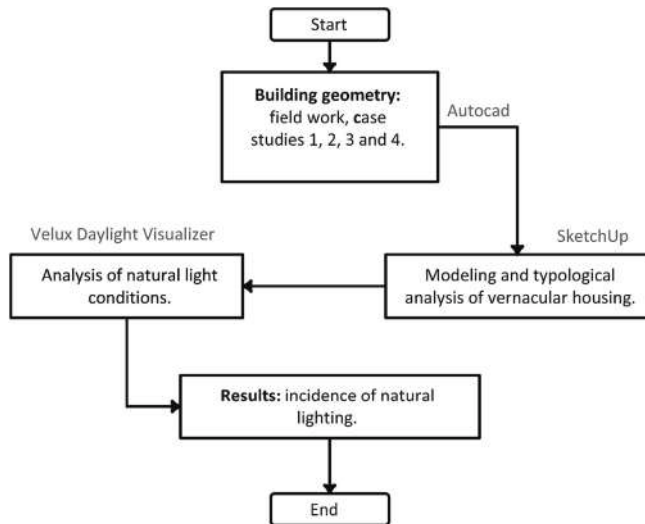 Start
Building geometry:
field work, case
studies 1, 2, 3 and 4.
Autocad
SketchUp
Modeling and typological
analysis of vernacular housing.
Velux Daylight Visualizer
Analysis of natural light
conditions.
Results: incidence of natural
lighting.
End